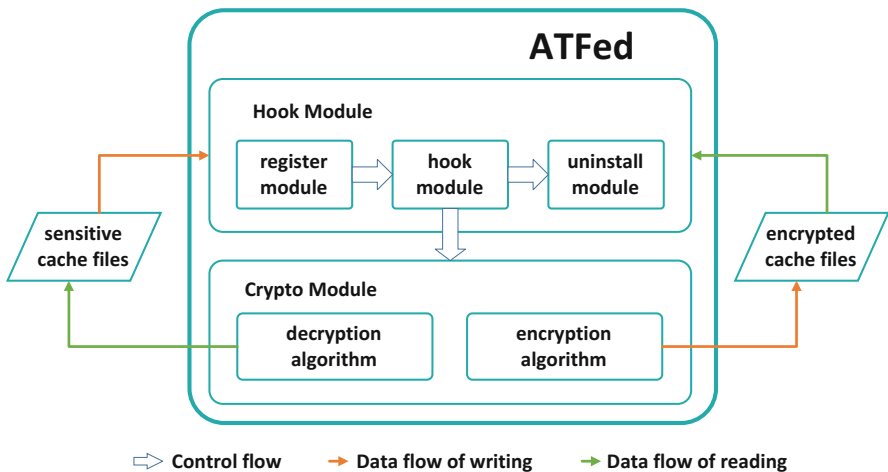 ATFed
Hook Module
register
module
hook
module
uninstall
module
sensitive
cache files
encrypted
cache files
Crypto Module
decryption
algorithm
encryption
algorithm
Control flow
Data flow of writing
Data flow of reading